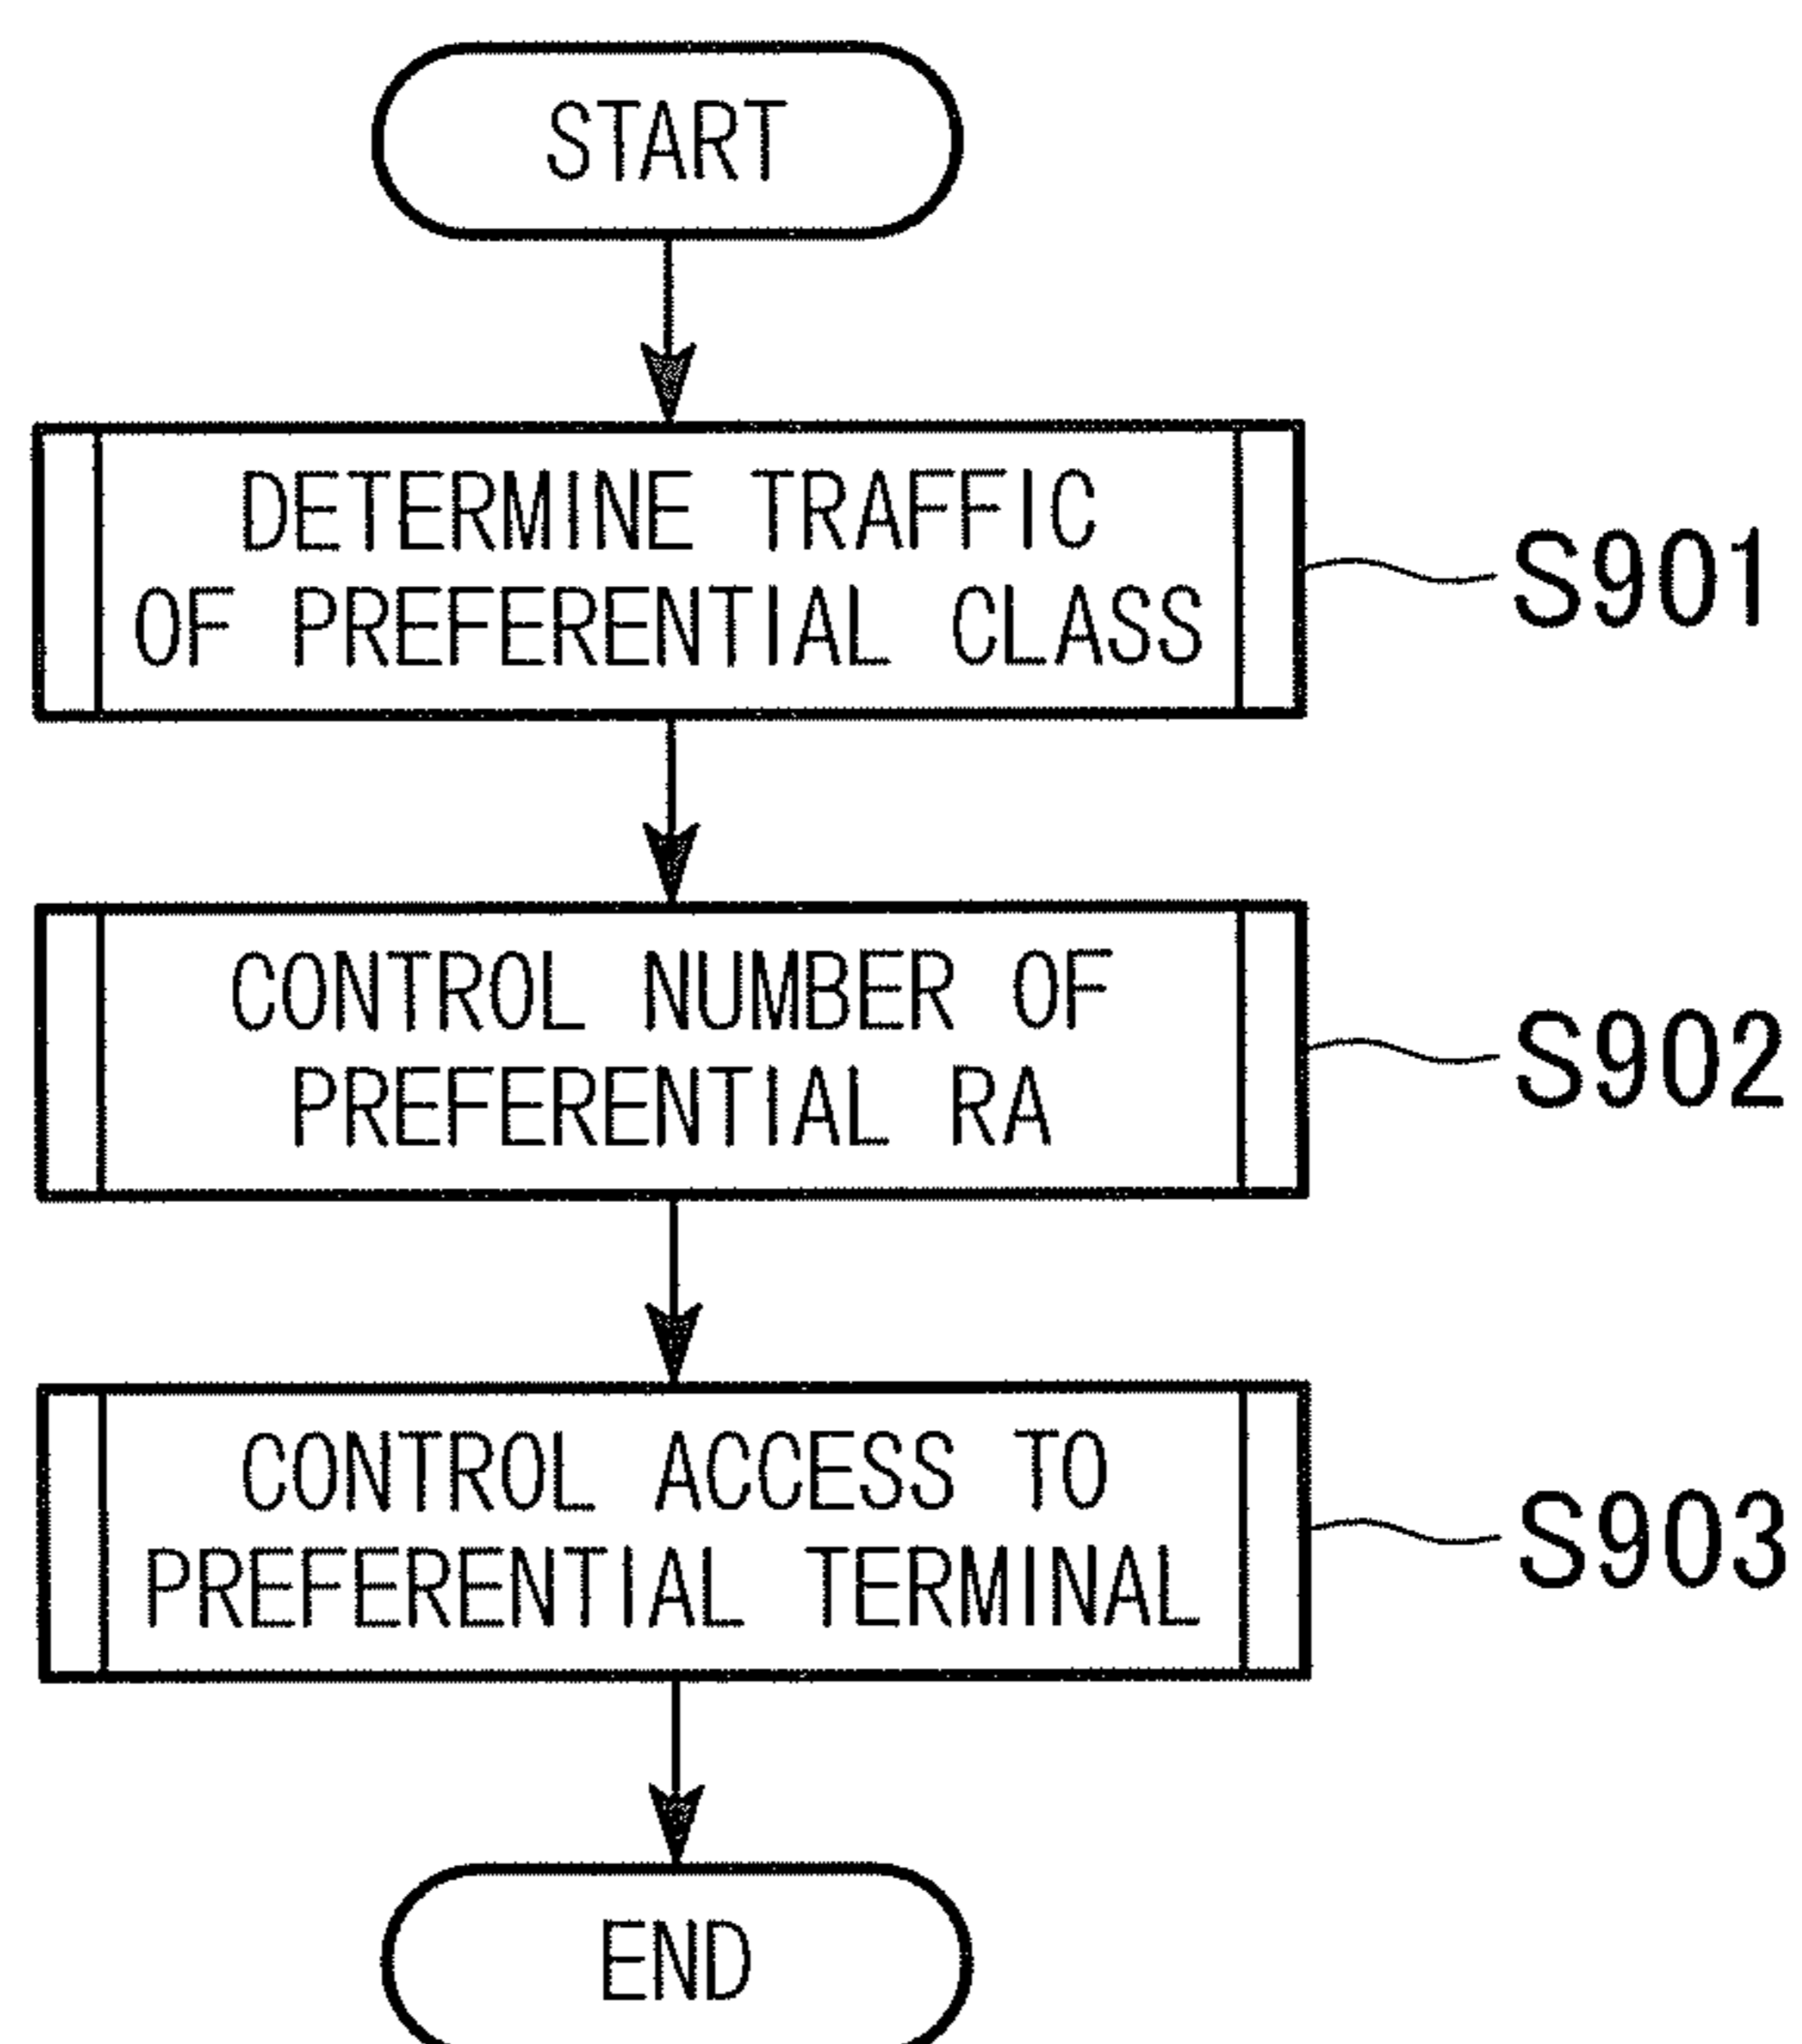 START
DETERMINE TRAFFIC
OF PREFERENTIAL CLASS
S901
CONTROL NUMBER OF
PREFERENTIAL RA
S902
CONTROL ACCESS TO
PREFERENTIAL TERMINAL
S903
END